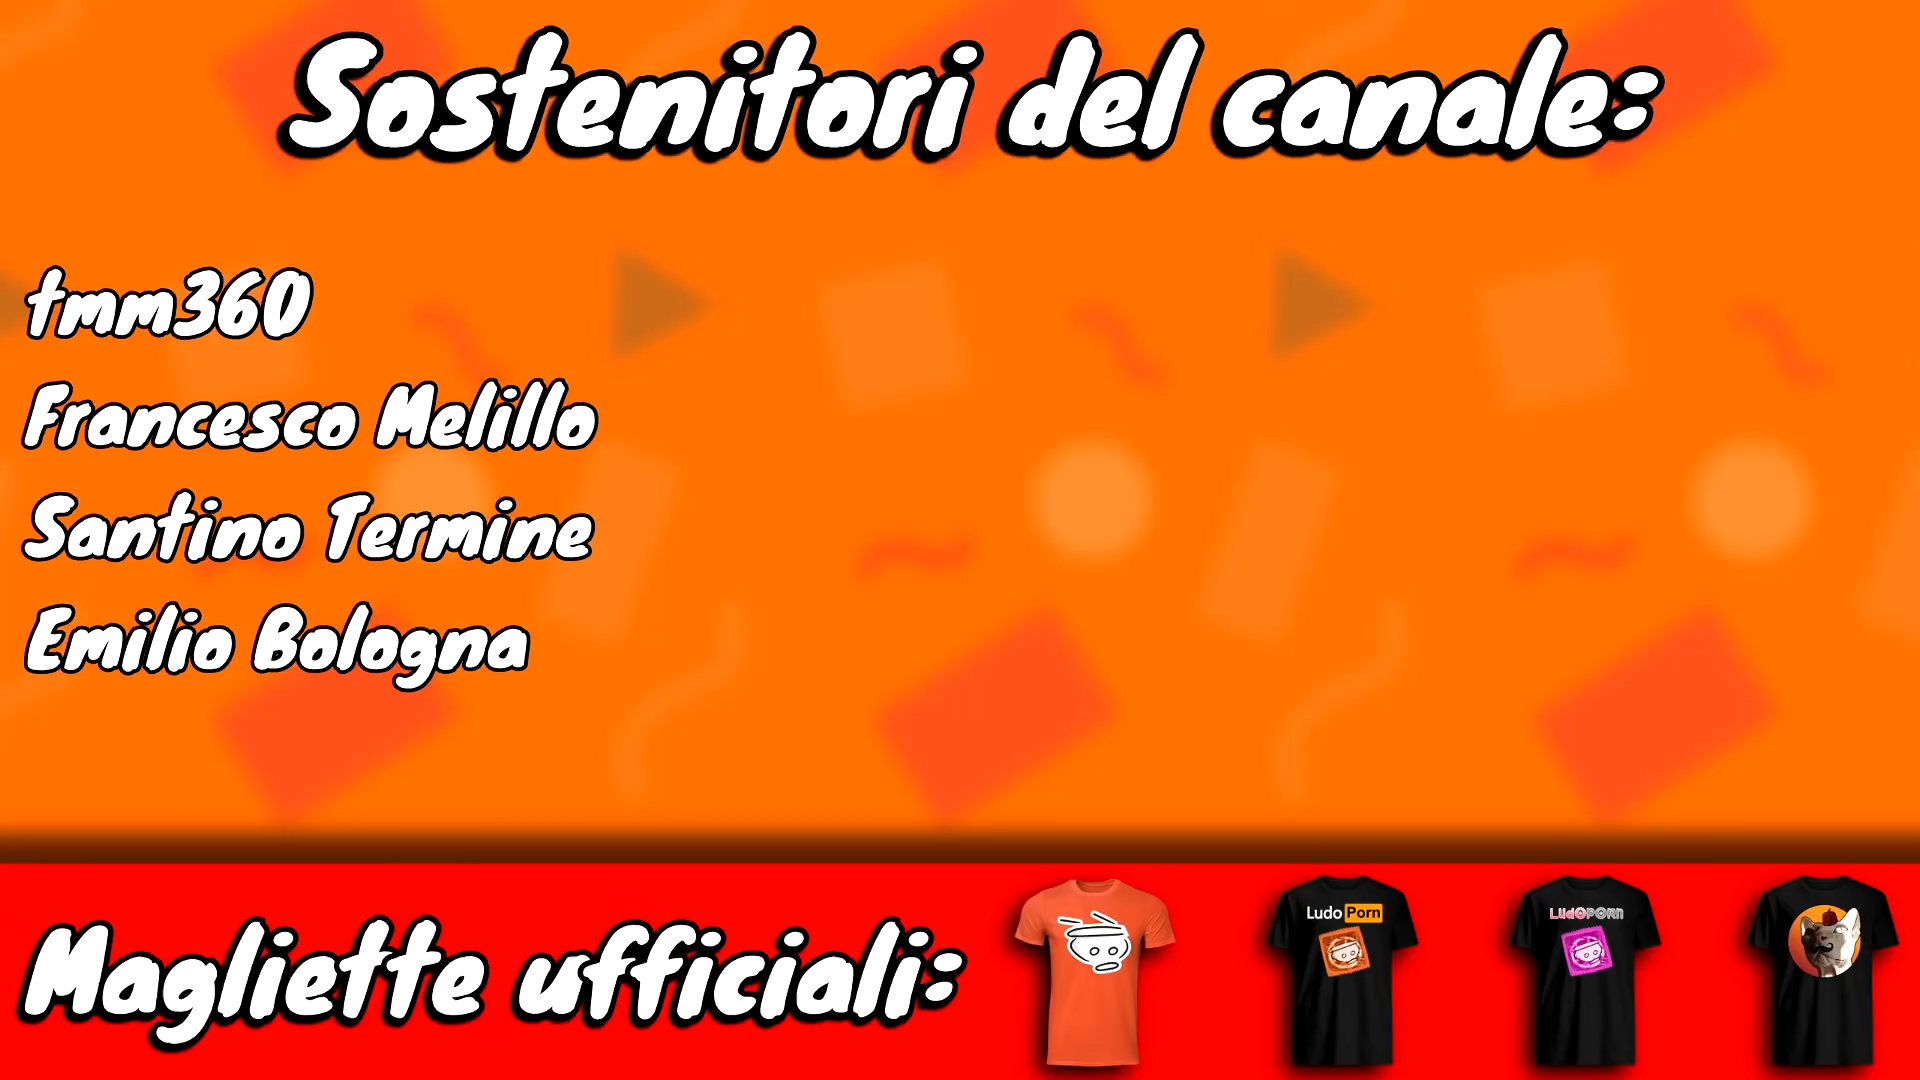 Sostenitori del canale:
tmm360
Francesco Melillo
Santino Termine
Emilio Bologna
Magliette ufficiali:
Ludo Porn
LudOPORn